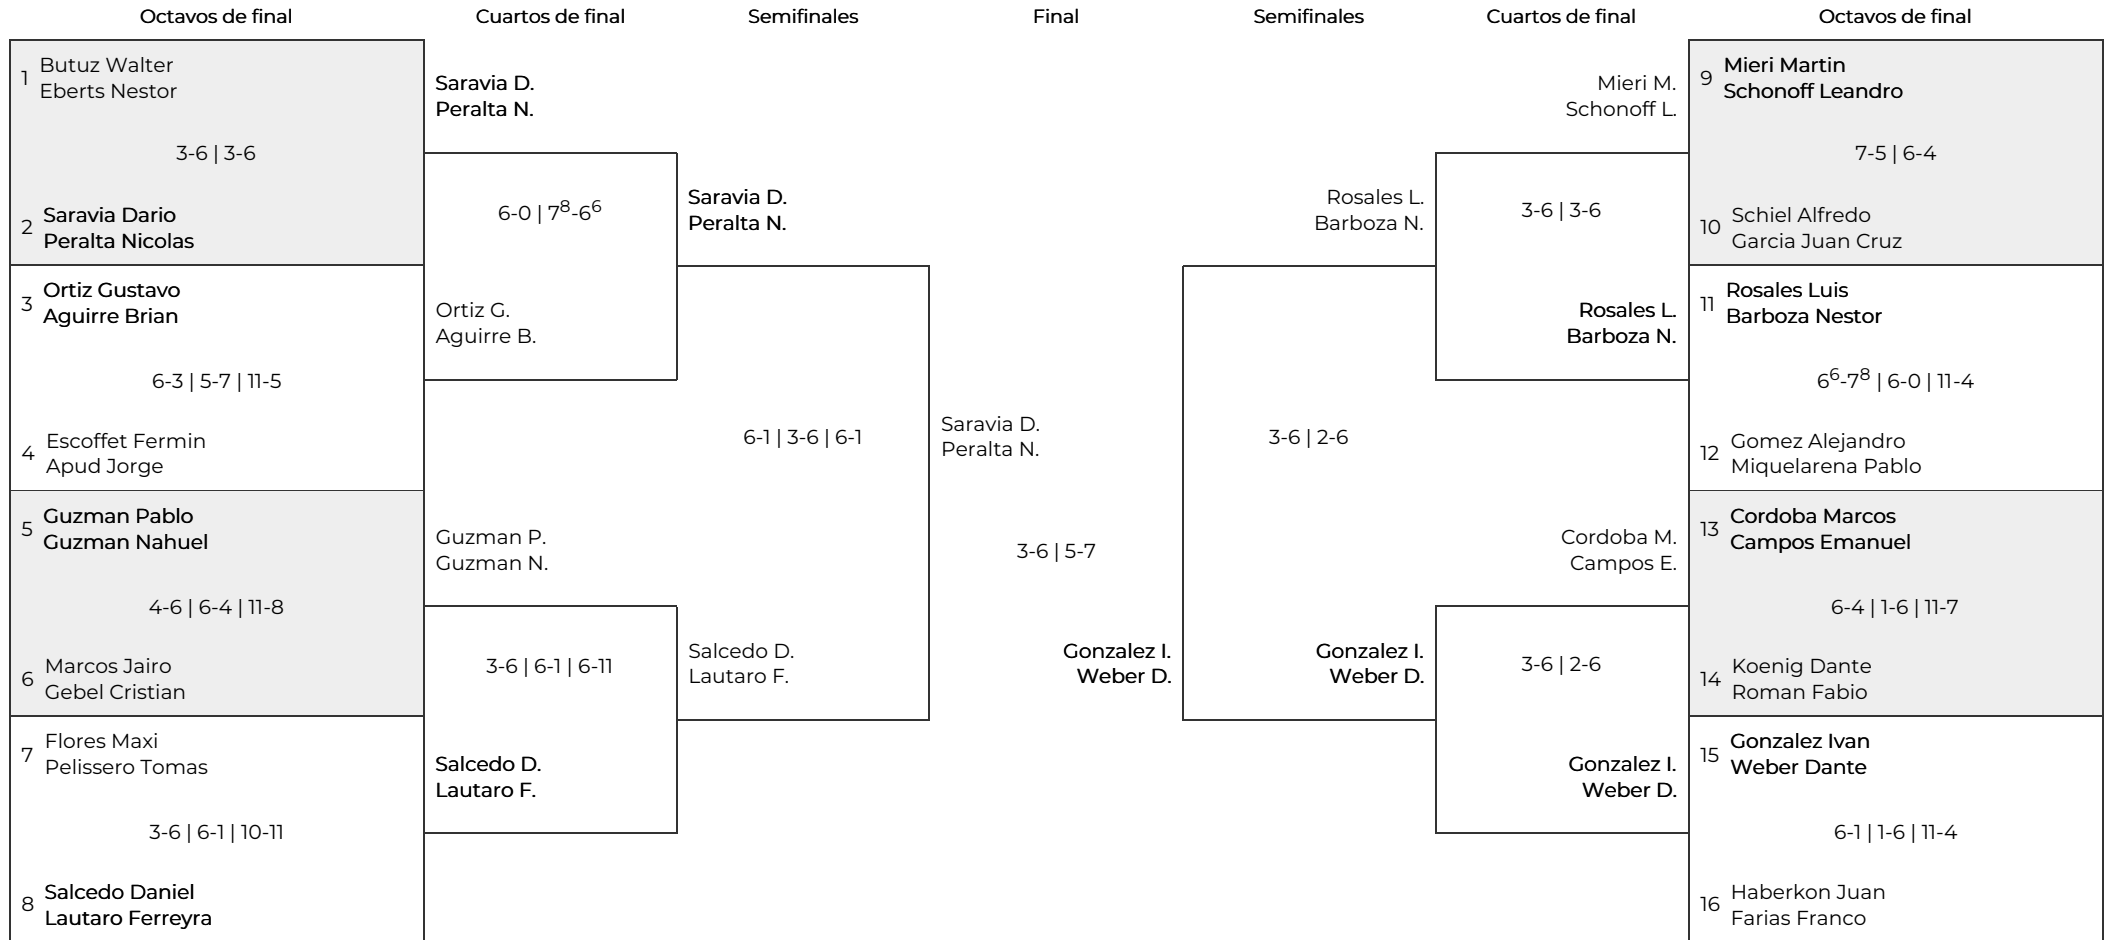 Octavos de final
Cuartos de final
Semifinales
Final
Semifinales
Cuartos de final
Octavos de final
1
Butuz Walter
Eberts Nestor
3-6 | 3-6
2
Saravia Dario
Peralta Nicolas
3
Ortiz Gustavo
Aguirre Brian
6-3 | 5-7 | 11-5
4
Escoffet Fermin
Apud Jorge
5
Guzman Pablo
Guzman Nahuel
4-6 | 6-4 | 11-8
6
Marcos Jairo
Gebel Cristian
7
Flores Maxi
Pelissero Tomas
3-6 | 6-1 | 10-11
8
Salcedo Daniel
Lautaro Ferreyra
Saravia D.
Peralta N.
6-0 | 7⁸-6⁶
Ortiz G.
Aguirre B.
Guzman P.
Guzman N.
3-6 | 6-1 | 6-11
Salcedo D.
Lautaro F.
Saravia D.
Peralta N.
6-1 | 3-6 | 6-1
Salcedo D.
Lautaro F.
Saravia D.
Peralta N.
3-6 | 5-7
Gonzalez I.
Weber D.
Rosales L.
Barboza N.
3-6 | 2-6
Gonzalez I.
Weber D.
Mieri M.
Schonoff L.
3-6 | 3-6
Rosales L.
Barboza N.
Cordoba M.
Campos E.
3-6 | 2-6
Gonzalez I.
Weber D.
9
Mieri Martin
Schonoff Leandro
7-5 | 6-4
10
Schiel Alfredo
Garcia Juan Cruz
11
Rosales Luis
Barboza Nestor
6⁶-7⁸ | 6-0 | 11-4
12
Gomez Alejandro
Miquelarena Pablo
13
Cordoba Marcos
Campos Emanuel
6-4 | 1-6 | 11-7
14
Koenig Dante
Roman Fabio
15
Gonzalez Ivan
Weber Dante
6-1 | 1-6 | 11-4
16
Haberkon Juan
Farias Franco